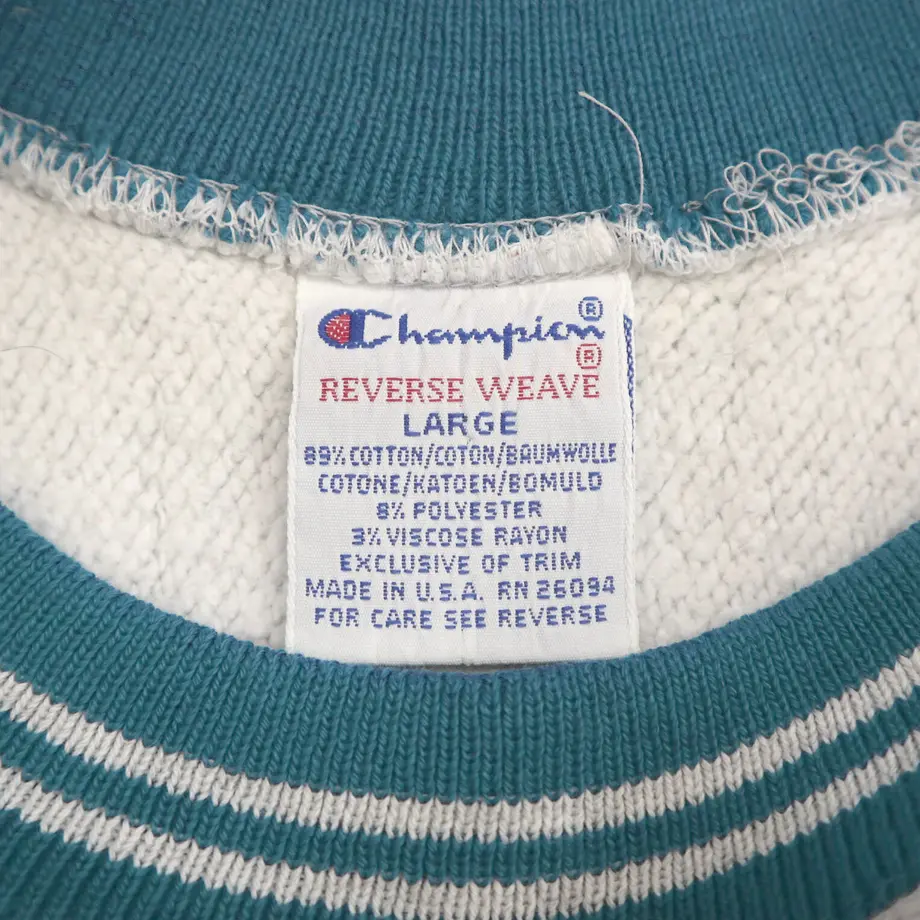 Champion®
REVERSE WEAVE®
LARGE
89% COTTON/COTON/BAUMWOLLE
COTONE/KATOEN/BOMULD
8% POLYESTER
3% VISCOSE RAYON
EXCLUSIVE OF TRIM
MADE IN U.S.A. RN 26094
FOR CARE SEE REVERSE